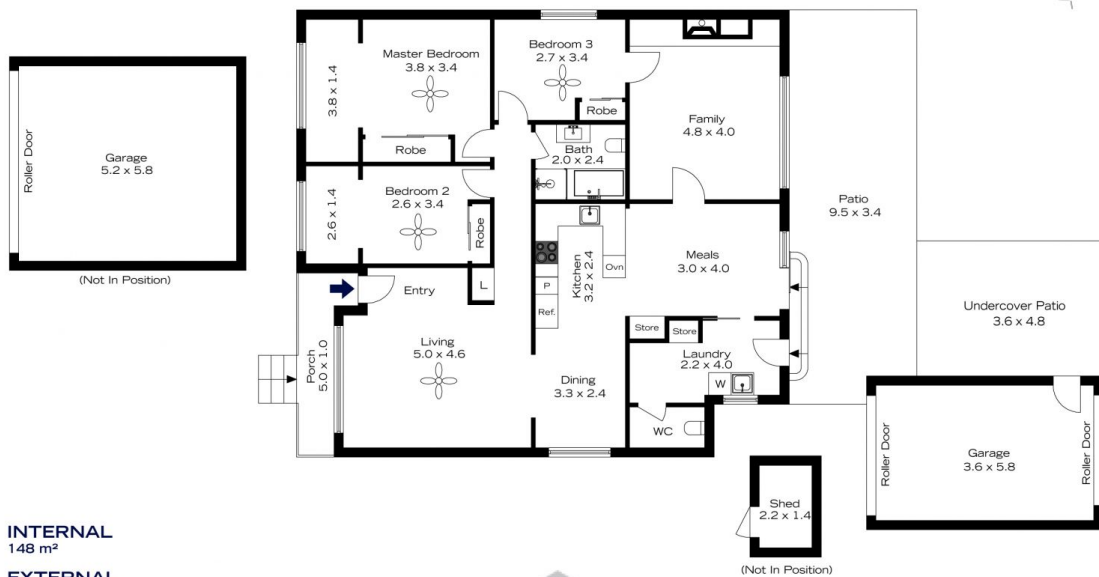 Master Bedroom
3.8 x 3.4
3.8 x 1.4
Robe
Bedroom 3
2.7 x 3.4
Robe
Family
4.8 x 4.0
Bath
2.0 x 2.4
Bedroom 2
2.6 x 3.4
2.6 x 1.4
Robe
Roller Door
Garage
5.2 x 5.8
(Not In Position)
Patio
9.5 x 3.4
Meals
3.0 x 4.0
Kitchen
3.2 x 2.4
Ovn
P
Ref.
Entry
L
Living
5.0 x 4.6
Porch
5.0 x 1.0
Dining
3.3 x 2.4
Store
Store
Laundry
2.2 x 4.0
W
WC
Undercover Patio
3.6 x 4.8
Roller Door
Garage
3.6 x 5.8
Roller Door
Shed
2.2 x 1.4
(Not In Position)
INTERNAL
148 m²
EXTERNAL